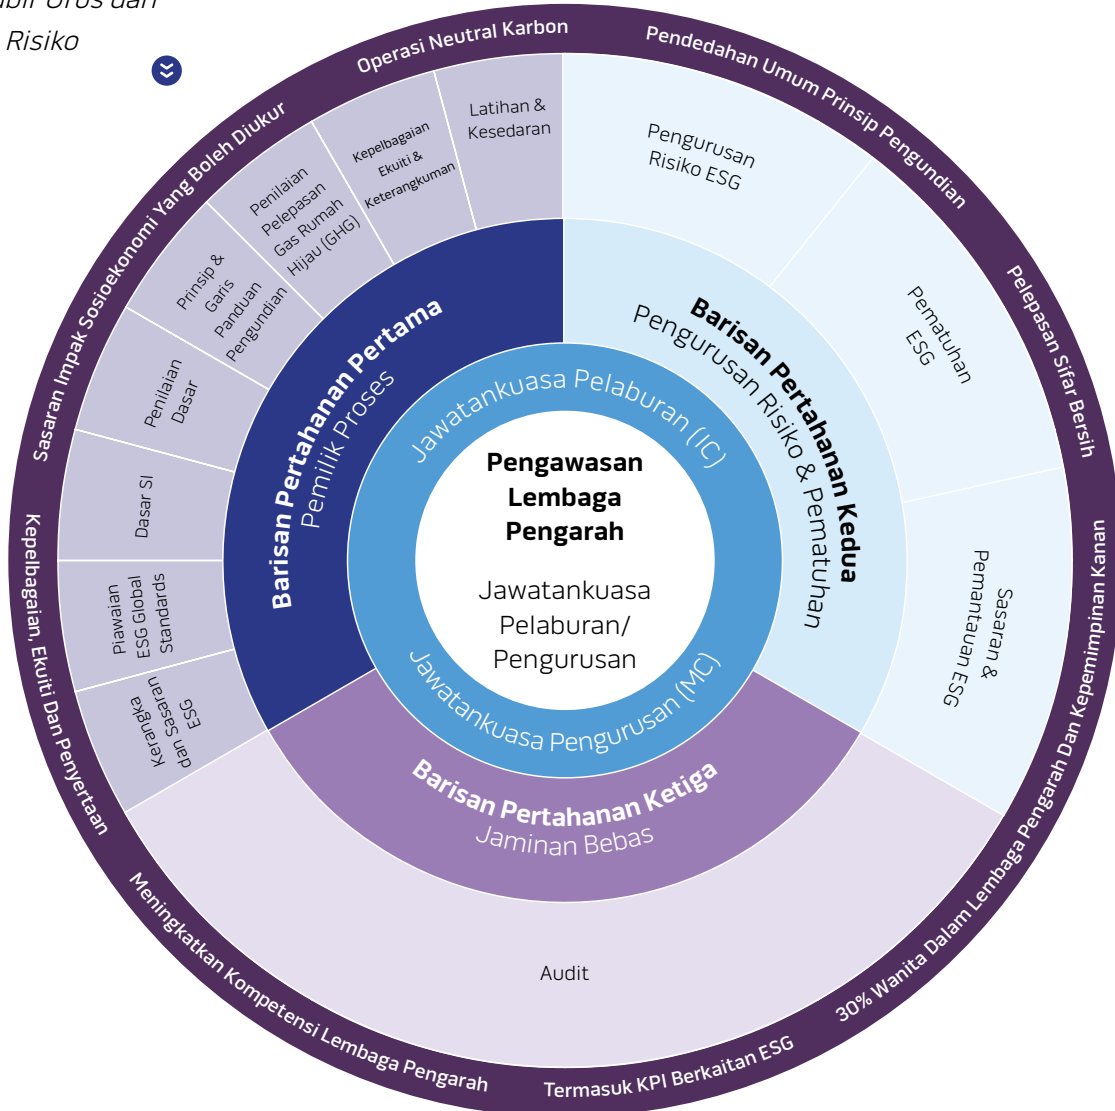 Urus dan
Risiko
Operasi Neutral Karbon
Pendedahan Umum Prinsip Pengundian
Pelepasan Sifar Bersih
30% Wanita Dalam Lembaga Pengarah Dan Kepemimpinan Kanan
Termasuk KPI Berkaitan ESG
Meningkatkan Kompetensi Lembaga Pengarah
Kepelbagaian, Ekuiti Dan Penyertaan
Sasaran Impak Sosioekonomi Yang Boleh Diukur
Latihan &
Kesedaran
Kepelbagaian
Ekuiti &
Keterangkuman
Penilaian
Pelepasan
Gas Rumah
Hijau (GHG)
Prinsip &
Garis
Panduan
Pengundian
Penilaian
Dasar
Dasar SI
Piawaian
ESG Global
Standards
Kerangka
dan Sasaran
ESG
Pengurusan
Risiko ESG
Pematuhan
ESG
Sasaran &
Pemantauan ESG
Audit
Barisan Pertahanan Pertama
Pemilik Proses
Barisan Pertahanan Kedua
Pengurusan Risiko & Pematuhan
Barisan Pertahanan Ketiga
Jaminan Bebas
Jawatankuasa Pelaburan (IC)
Jawatankuasa Pengurusan (MC)
Pengawasan
Lembaga
Pengarah
Jawatankuasa
Pelaburan/
Pengurusan